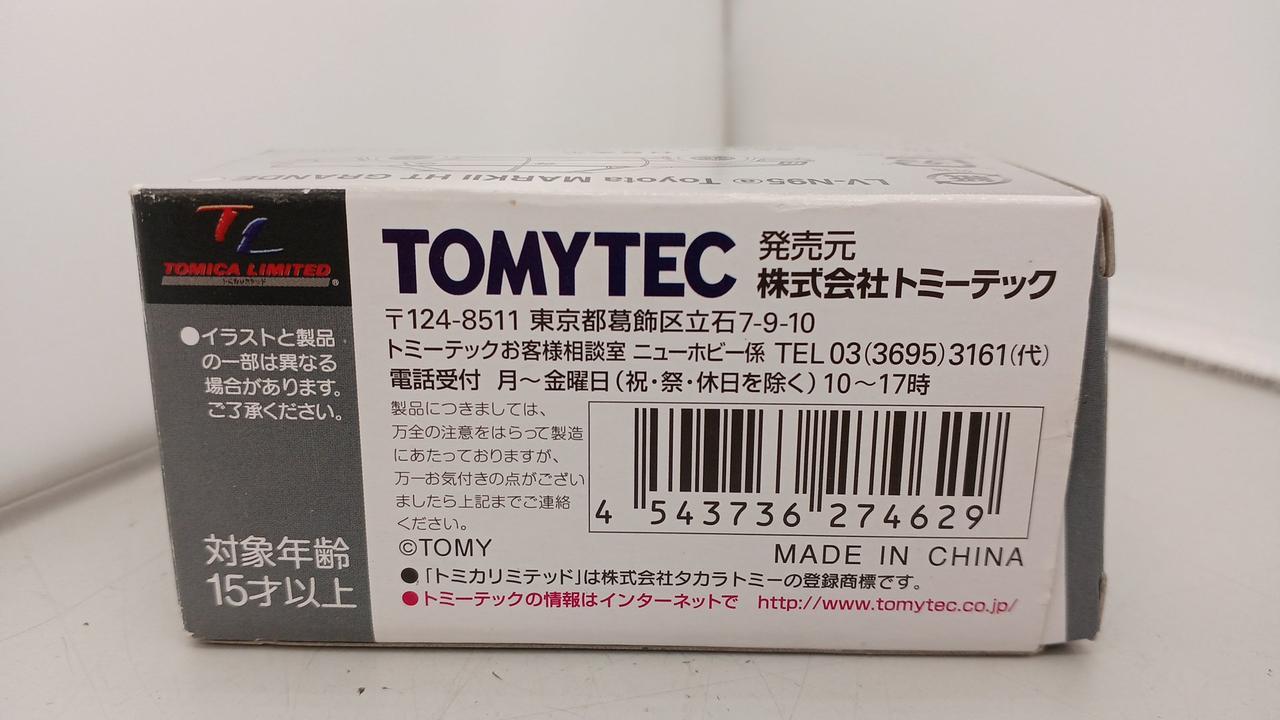 LV-N95ⓐ Toyota MARKII HT GRANDE
TL
TOMICA LIMITED
®
●イラストと製品
の一部は異なる
場合があります。
ご了承ください。
対象年齢
15才以上
TOMYTEC 発売元
株式会社トミーテック
〒124-8511 東京都葛飾区立石7-9-10
トミーテックお客様相談室 ニューホビー係 TEL 03(3695)3161(代)
電話受付 月〜金曜日(祝・祭・休日を除く)10〜17時
製品につきましては、
万全の注意をはらって製造
にあたっておりますが、
万一お気付きの点がござい
ましたら上記までご連絡
ください。
4 543736 274629
©TOMY
MADE IN CHINA
●「トミカリミテッド」は株式会社タカラトミーの登録商標です。
●トミーテックの情報はインターネットで http://www.tomytec.co.jp/